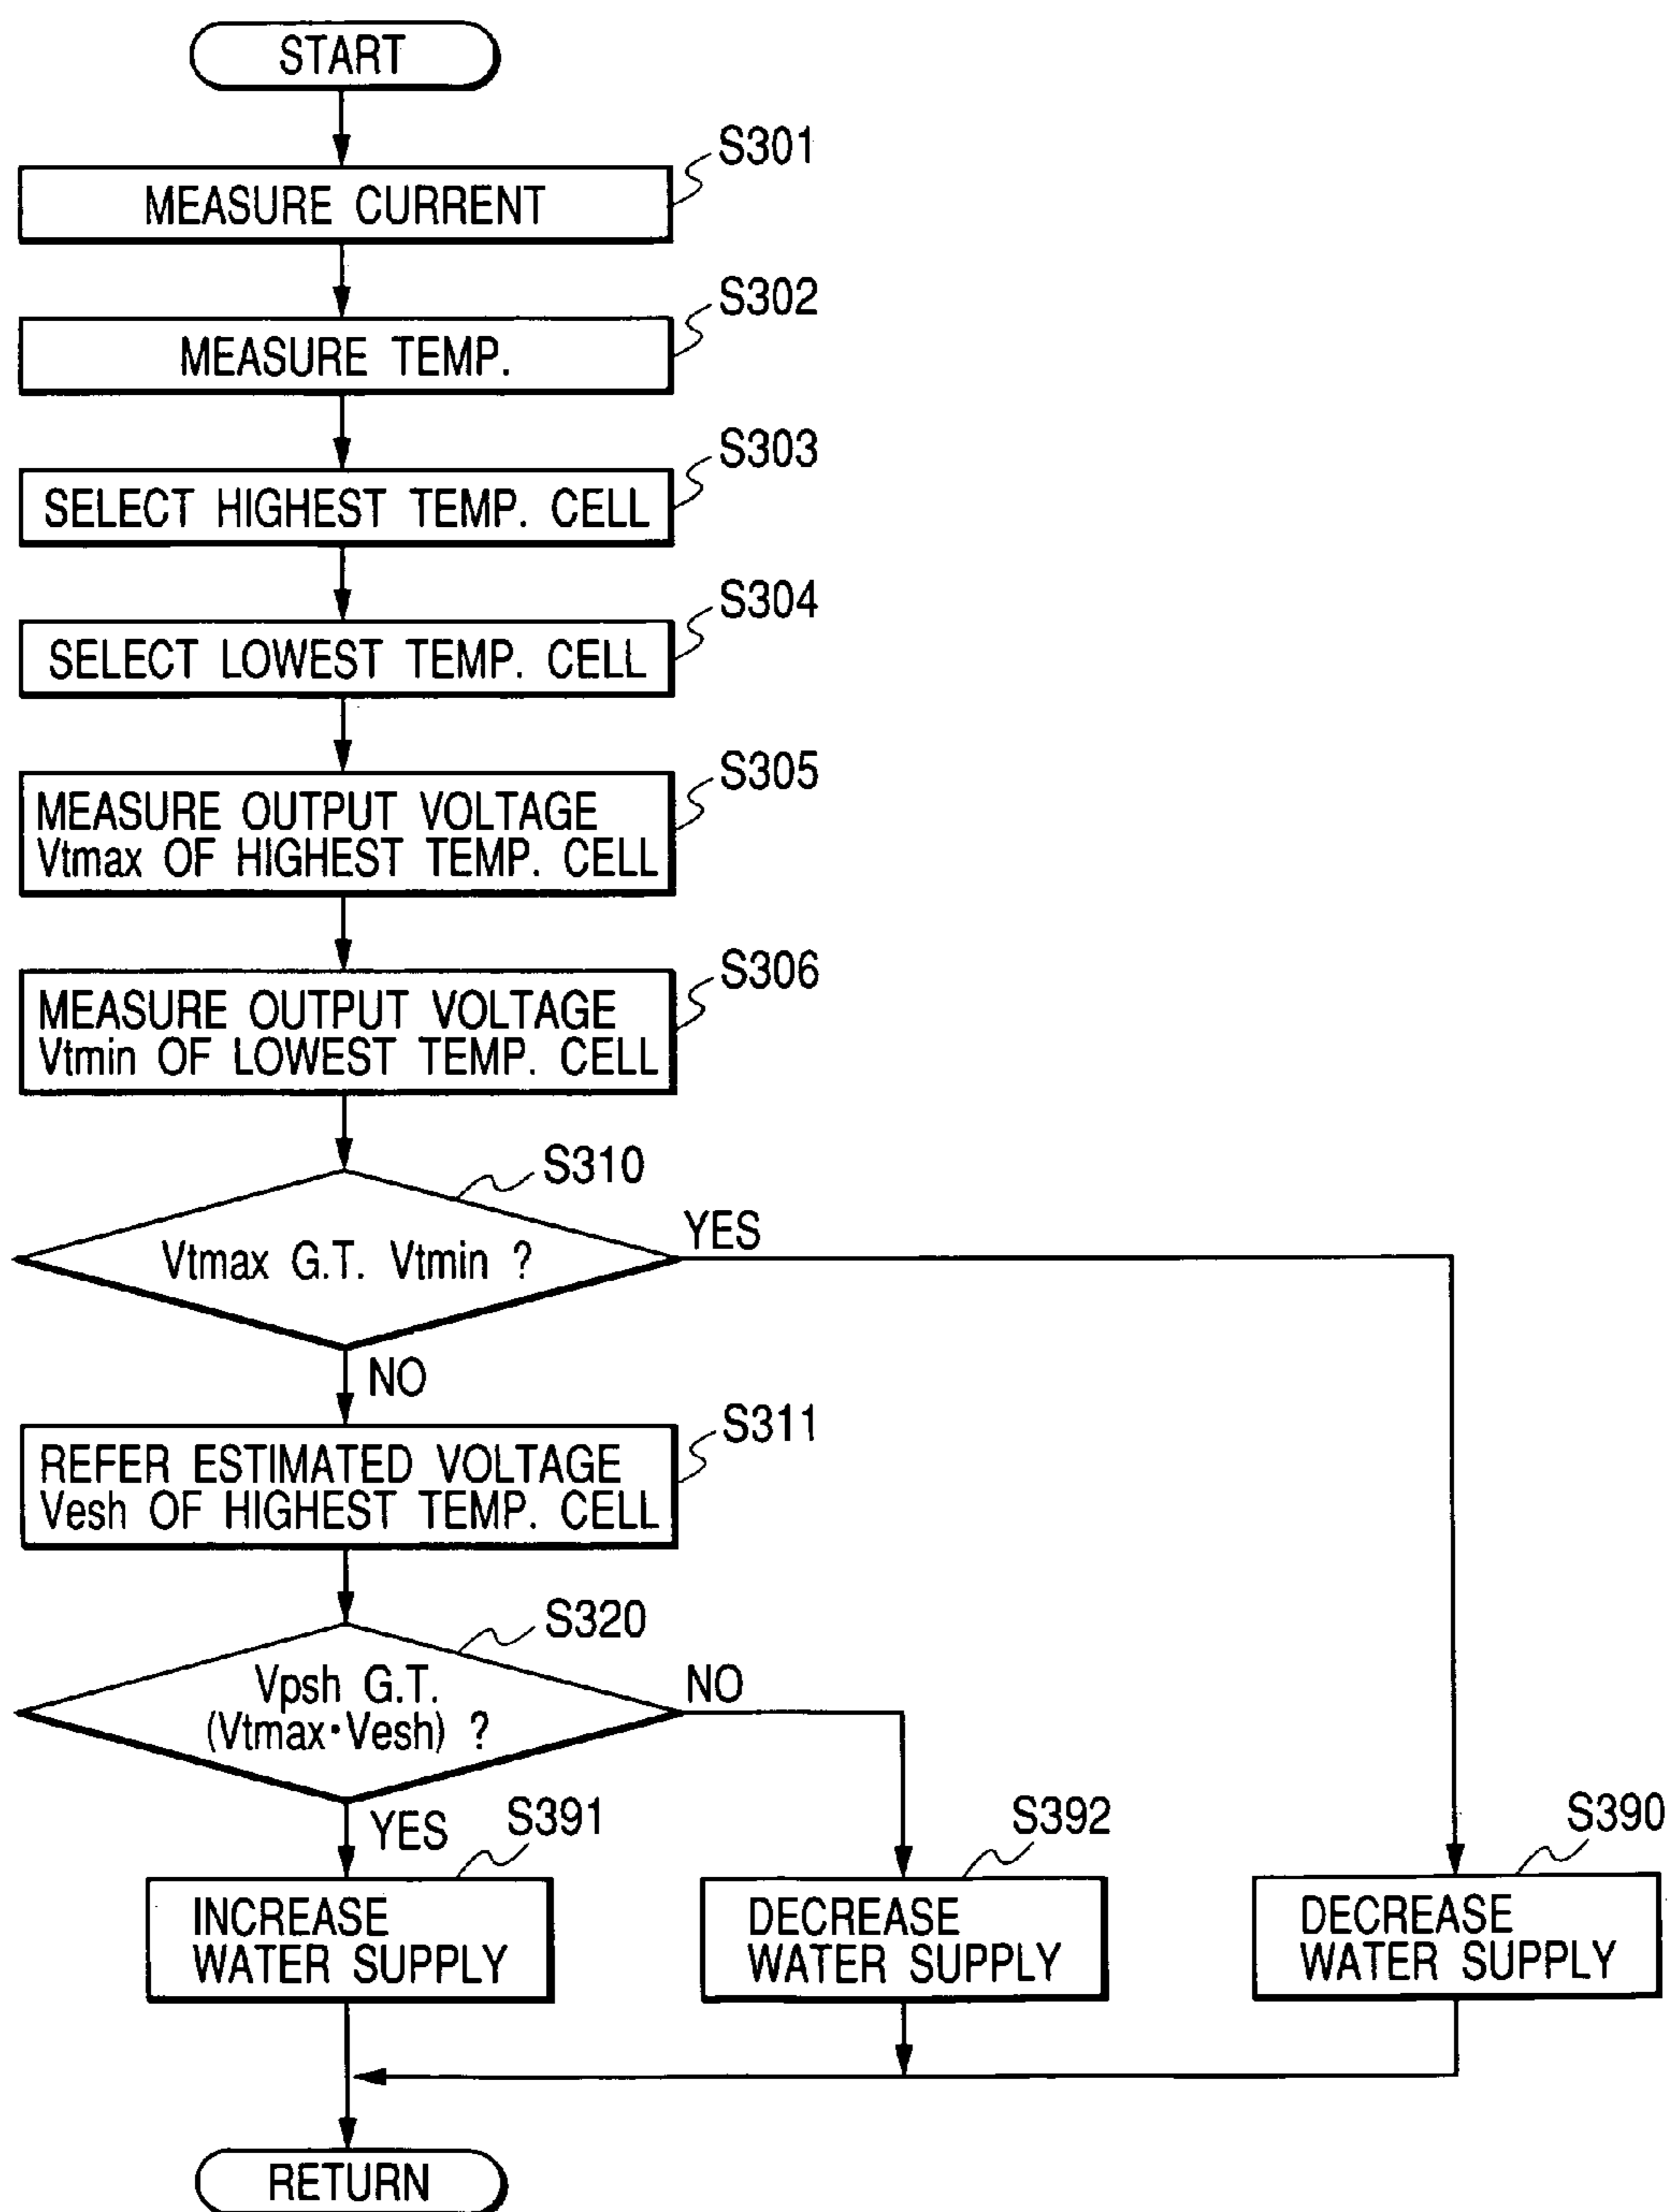 START
S301
MEASURE CURRENT
S302
MEASURE TEMP.
S303
SELECT HIGHEST TEMP. CELL
S304
SELECT LOWEST TEMP. CELL
S305
MEASURE OUTPUT VOLTAGE
Vtmax OF HIGHEST TEMP. CELL
S306
MEASURE OUTPUT VOLTAGE
Vtmin OF LOWEST TEMP. CELL
S310
Vtmax G.T. Vtmin ?
YES
NO
S311
REFER ESTIMATED VOLTAGE
Vesh OF HIGHEST TEMP. CELL
S320
Vpsh G.T.
(Vtmax·Vesh) ?
NO
YES
S391
INCREASE
WATER SUPPLY
S392
DECREASE
WATER SUPPLY
S390
DECREASE
WATER SUPPLY
RETURN